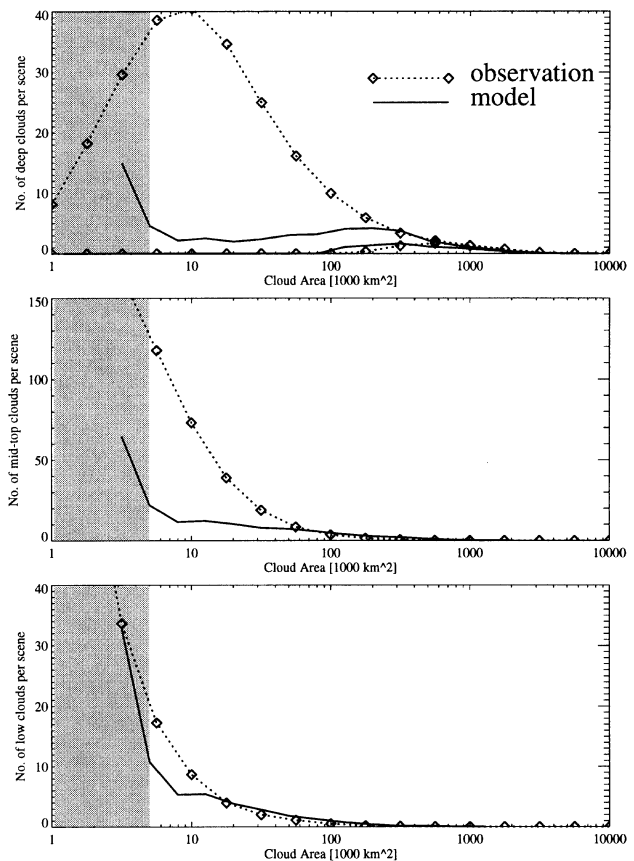 40
30
20
10
0
No. of deep clouds per scene
observation
model
1 10 100 1000 10000
Cloud Area [1000 km^2]
150
100
50
0
No. of mid-top clouds per scene
1 10 100 1000 10000
Cloud Area [1000 km^2]
40
30
20
10
0
No. of low clouds per scene
1 10 100 1000 10000
Cloud Area [1000 km^2]